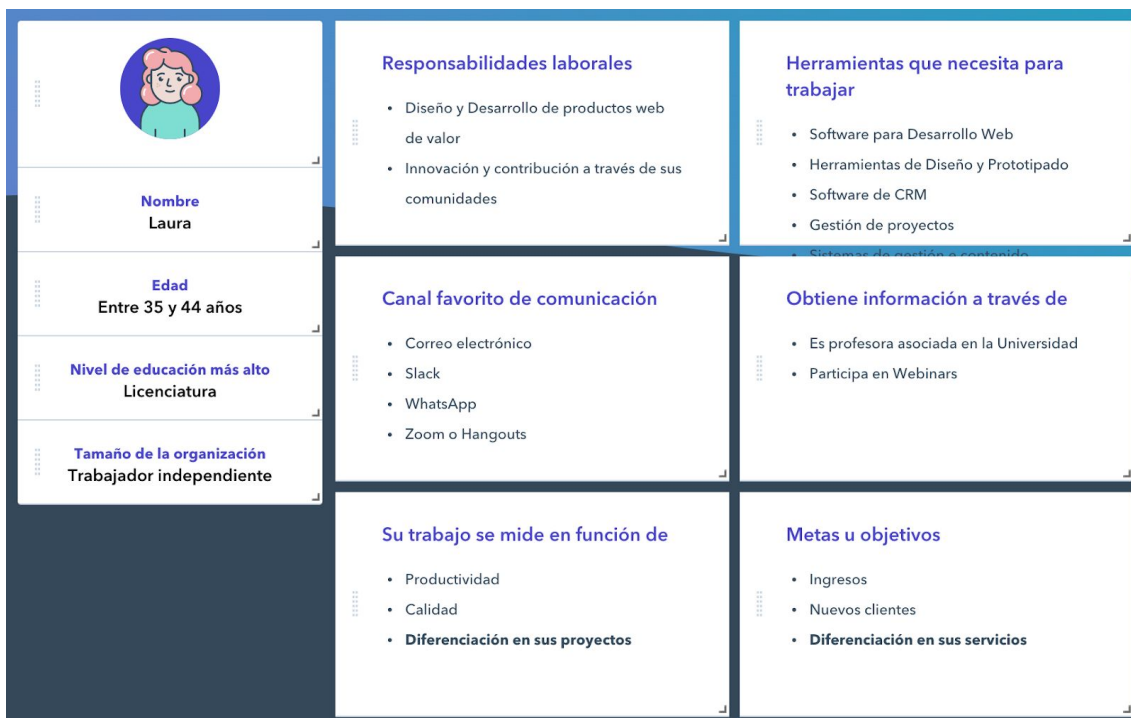 Nombre
Laura
Edad
Entre 35 y 44 años
Nivel de educación más alto
Licenciatura
Tamaño de la organización
Trabajador independiente
Responsabilidades laborales
• Diseño y Desarrollo de productos web
de valor
• Innovación y contribución a través de sus
comunidades
Herramientas que necesita para
trabajar
• Software para Desarrollo Web
• Herramientas de Diseño y Prototipado
• Software de CRM
• Gestión de proyectos
• Sistemas de gestión e contenido
Canal favorito de comunicación
• Correo electrónico
• Slack
• WhatsApp
• Zoom o Hangouts
Obtiene información a través de
• Es profesora asociada en la Universidad
• Participa en Webinars
Su trabajo se mide en función de
• Productividad
• Calidad
• Diferenciación en sus proyectos
Metas u objetivos
• Ingresos
• Nuevos clientes
• Diferenciación en sus servicios